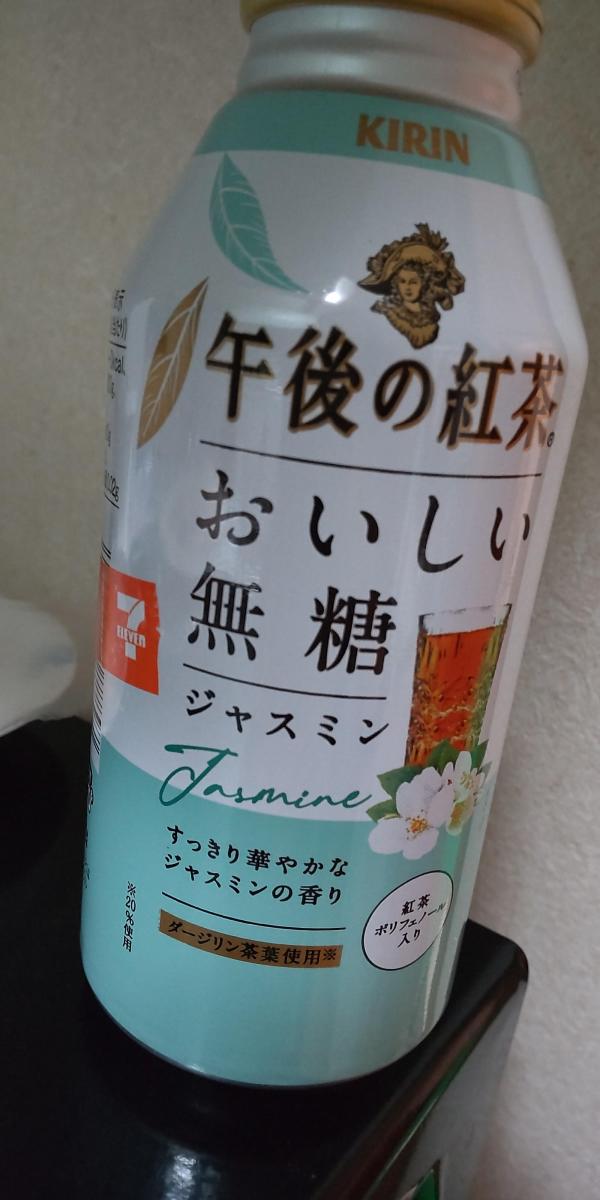 KIRIN
午後の紅茶®
おいしい
無糖
ジャスミン
Jasmine
すっきり華やかな
ジャスミンの香り
ダージリン茶葉使用※
紅茶
ポリフェノール
入り
※20%使用
7
ELEVEn